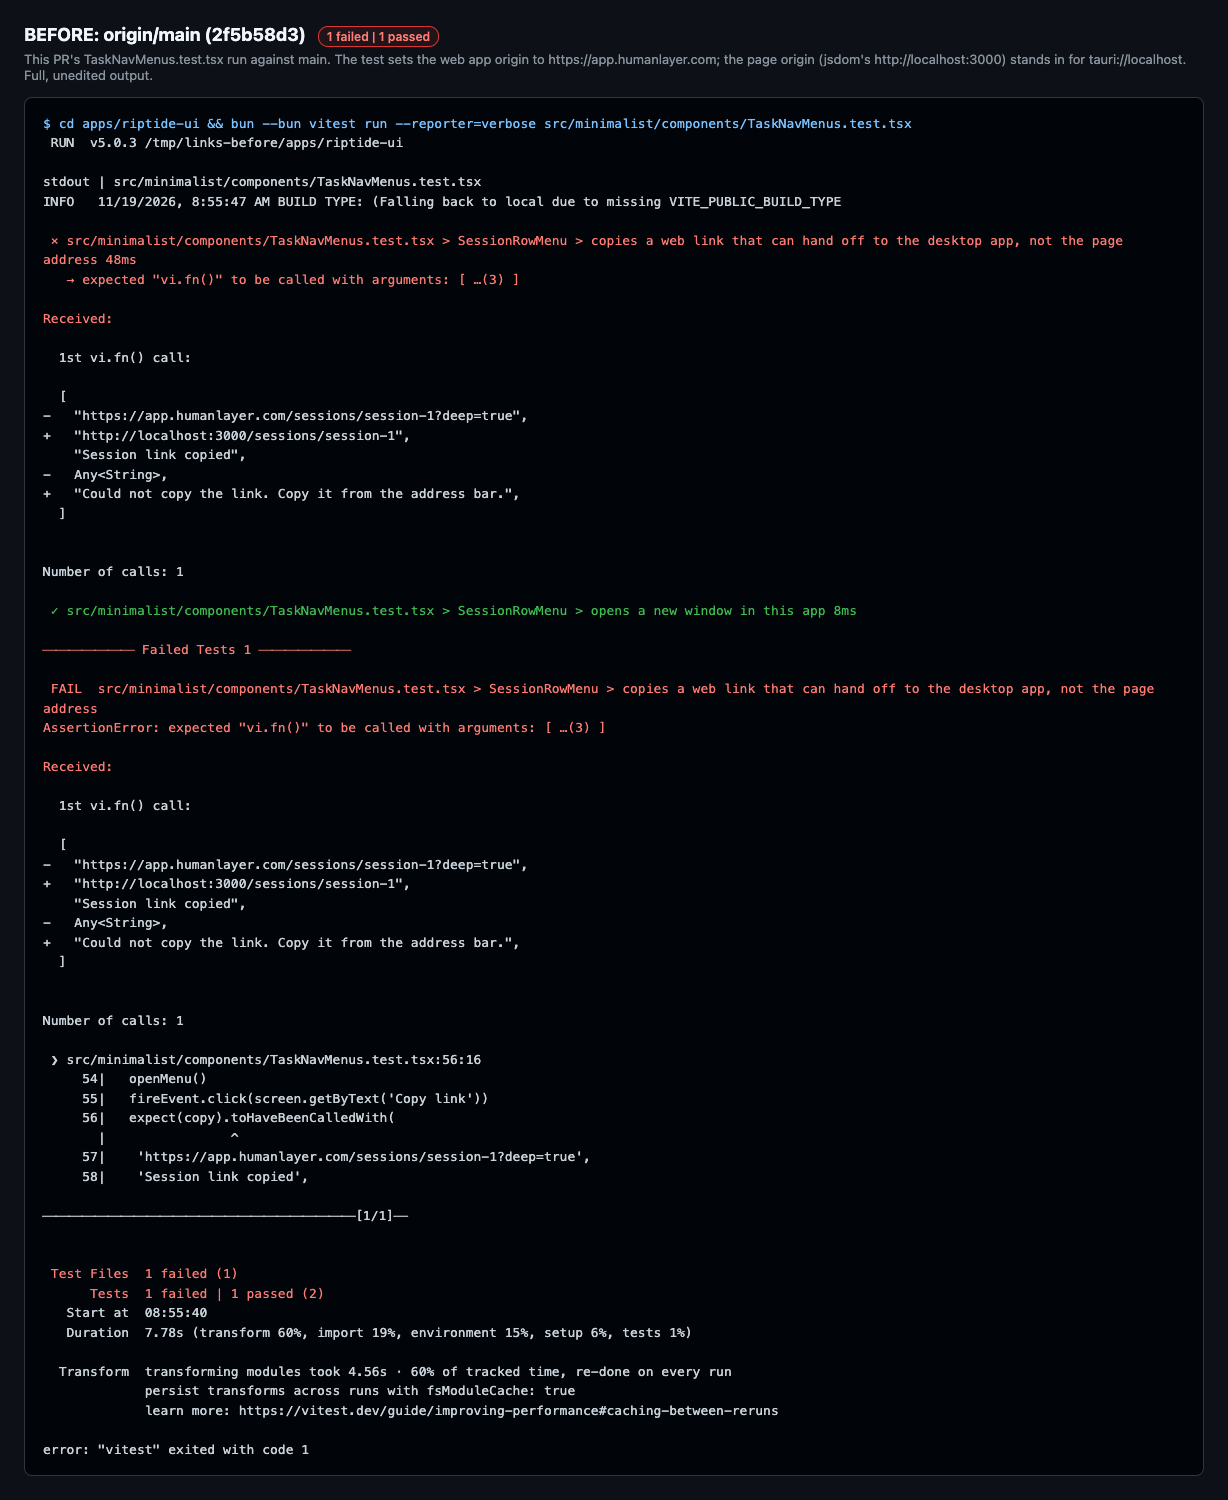 BEFORE: origin/main (2f5b58d3) 1 failed | 1 passed
This PR's TaskNavMenus.test.tsx run against main. The test sets the web app origin to https://app.humanlayer.com; the page origin (jsdom's http://localhost:3000) stands in for tauri://localhost.
Full, unedited output.
$ cd apps/riptide-ui && bun --bun vitest run --reporter=verbose src/minimalist/components/TaskNavMenus.test.tsx
RUN  v5.0.3 /tmp/links-before/apps/riptide-ui
stdout | src/minimalist/components/TaskNavMenus.test.tsx
INFO   11/19/2026, 8:55:47 AM BUILD TYPE: (Falling back to local due to missing VITE_PUBLIC_BUILD_TYPE
× src/minimalist/components/TaskNavMenus.test.tsx > SessionRowMenu > copies a web link that can hand off to the desktop app, not the page
address 48ms
→ expected "vi.fn()" to be called with arguments: [ …(3) ]
Received:
1st vi.fn() call:
[
-   "https://app.humanlayer.com/sessions/session-1?deep=true",
+   "http://localhost:3000/sessions/session-1",
"Session link copied",
-   Any<String>,
+   "Could not copy the link. Copy it from the address bar.",
]
Number of calls: 1
✓ src/minimalist/components/TaskNavMenus.test.tsx > SessionRowMenu > opens a new window in this app 8ms
——————— Failed Tests 1 ———————
FAIL  src/minimalist/components/TaskNavMenus.test.tsx > SessionRowMenu > copies a web link that can hand off to the desktop app, not the page
address
AssertionError: expected "vi.fn()" to be called with arguments: [ …(3) ]
Received:
1st vi.fn() call:
[
-   "https://app.humanlayer.com/sessions/session-1?deep=true",
+   "http://localhost:3000/sessions/session-1",
"Session link copied",
-   Any<String>,
+   "Could not copy the link. Copy it from the address bar.",
]
Number of calls: 1
❯ src/minimalist/components/TaskNavMenus.test.tsx:56:16
54|   openMenu()
55|   fireEvent.click(screen.getByText('Copy link'))
56|   expect(copy).toHaveBeenCalledWith(
|                ^
57|    'https://app.humanlayer.com/sessions/session-1?deep=true',
58|    'Session link copied',
————————————————————————[1/1]—
Test Files  1 failed (1)
Tests  1 failed | 1 passed (2)
Start at  08:55:40
Duration  7.78s (transform 60%, import 19%, environment 15%, setup 6%, tests 1%)
Transform  transforming modules took 4.56s · 60% of tracked time, re-done on every run
persist transforms across runs with fsModuleCache: true
learn more: https://vitest.dev/guide/improving-performance#caching-between-reruns
error: "vitest" exited with code 1